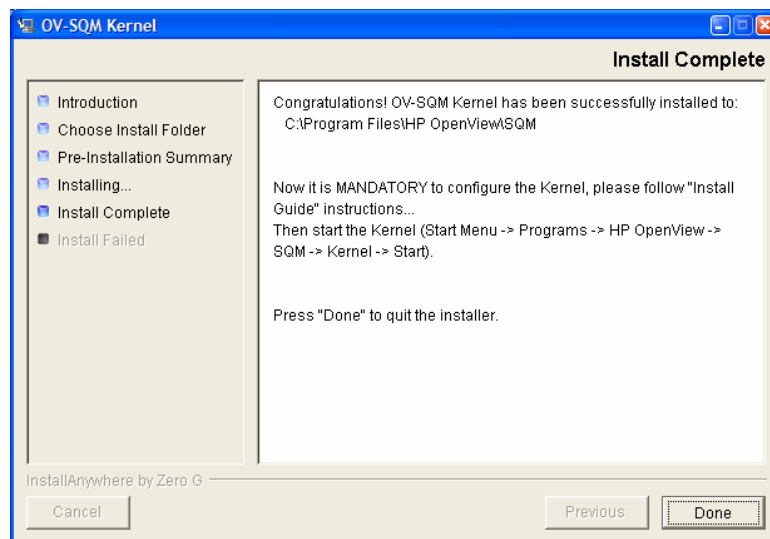 OV-SQM Kernel
Install Complete
Introduction
Choose Install Folder
Pre-Installation Summary
Installing...
Install Complete
Install Failed
Congratulations! OV-SQM Kernel has been successfully installed to:
C:\Program Files\HP OpenView\SQM
Now it is MANDATORY to configure the Kernel, please follow "Install
Guide" instructions...
Then start the Kernel (Start Menu -> Programs -> HP OpenView ->
SQM -> Kernel -> Start).
Press "Done" to quit the installer.
InstallAnywhere by Zero G
Cancel
Previous
Done